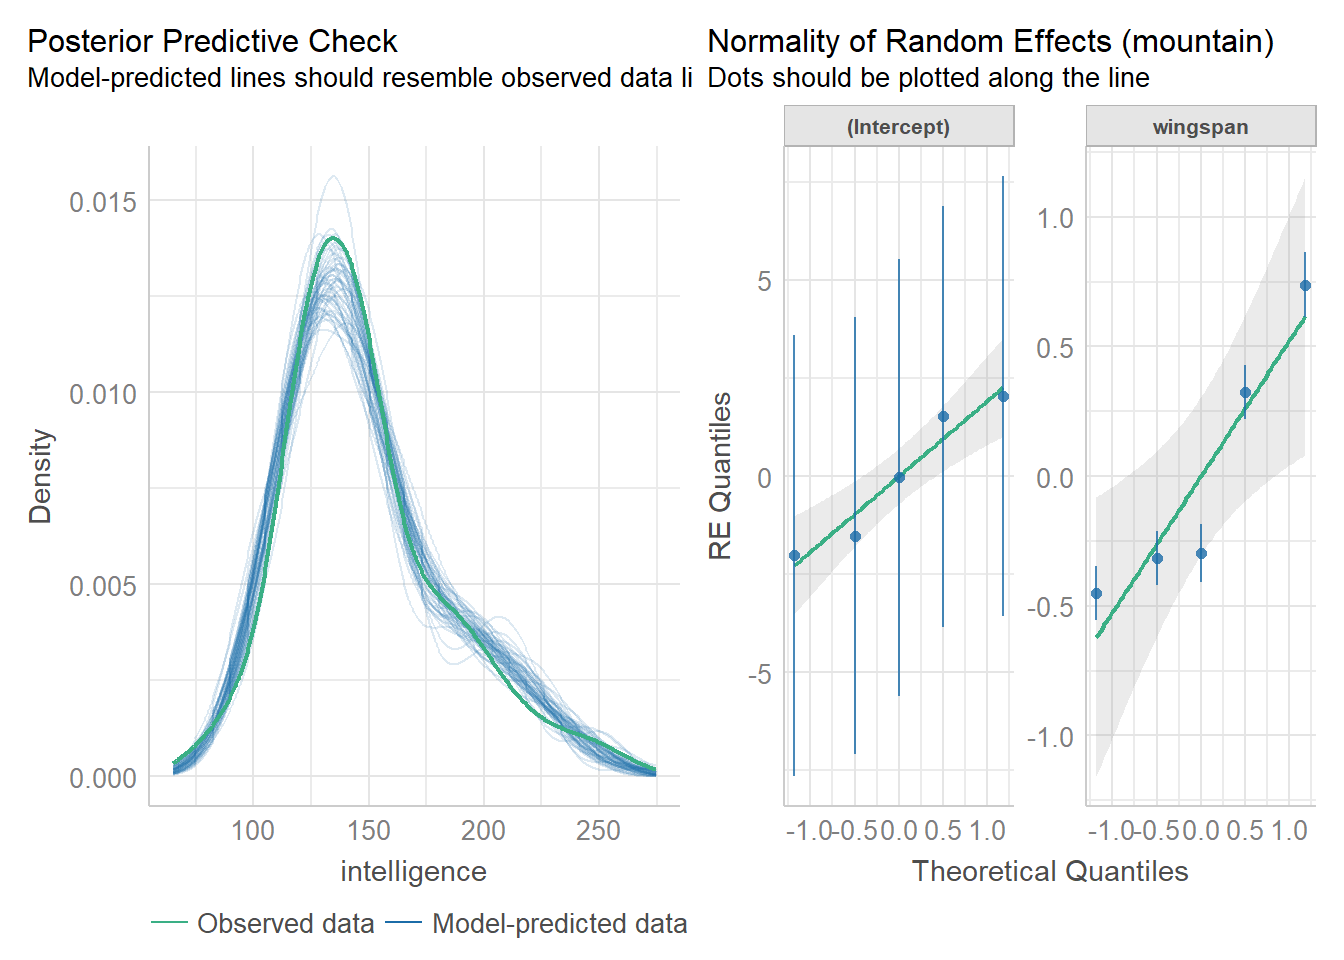 Posterior Predictive Check
Model-predicted lines should resemble observed data li
0.015
0.010
0.005
0.000
Density
100 150 200 250
intelligence
Observed data Model-predicted data
Normality of Random Effects (mountain)
Dots should be plotted along the line
(Intercept) wingspan
5
0
-5
RE Quantiles
1.0
0.5
0.0
-0.5
-1.0
-1.0 -0.5 0.0 0.5 1.0 -1.0 -0.5 0.0 0.5 1.0
Theoretical Quantiles